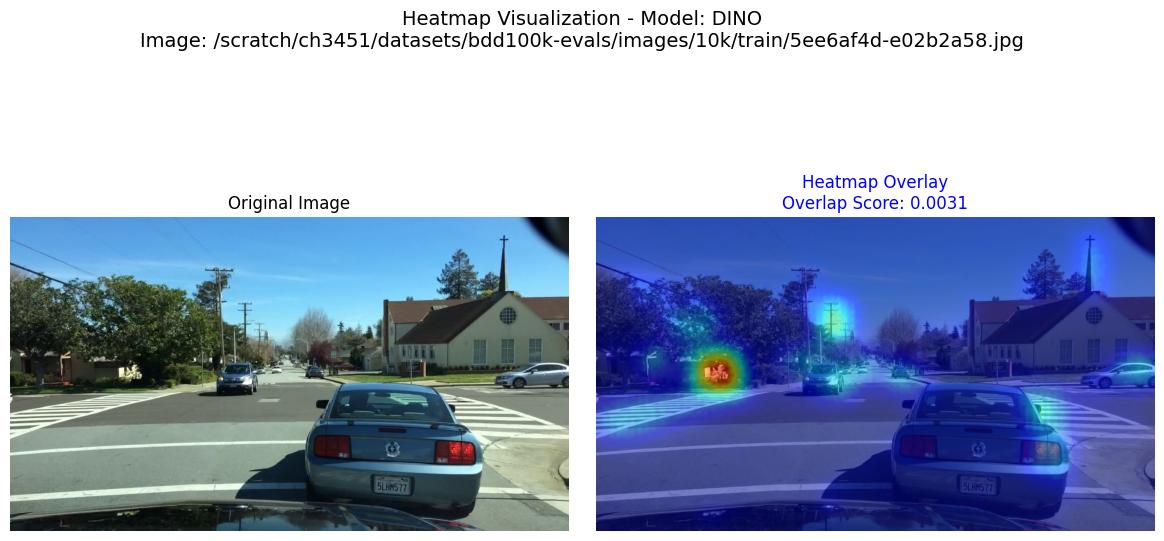 Heatmap Visualization - Model: DINO
Image: /scratch/ch3451/datasets/bdd100k-evals/images/10k/train/5ee6af4d-e02b2a58.jpg
Original Image
Heatmap Overlay
Overlap Score: 0.0031
5LHM577